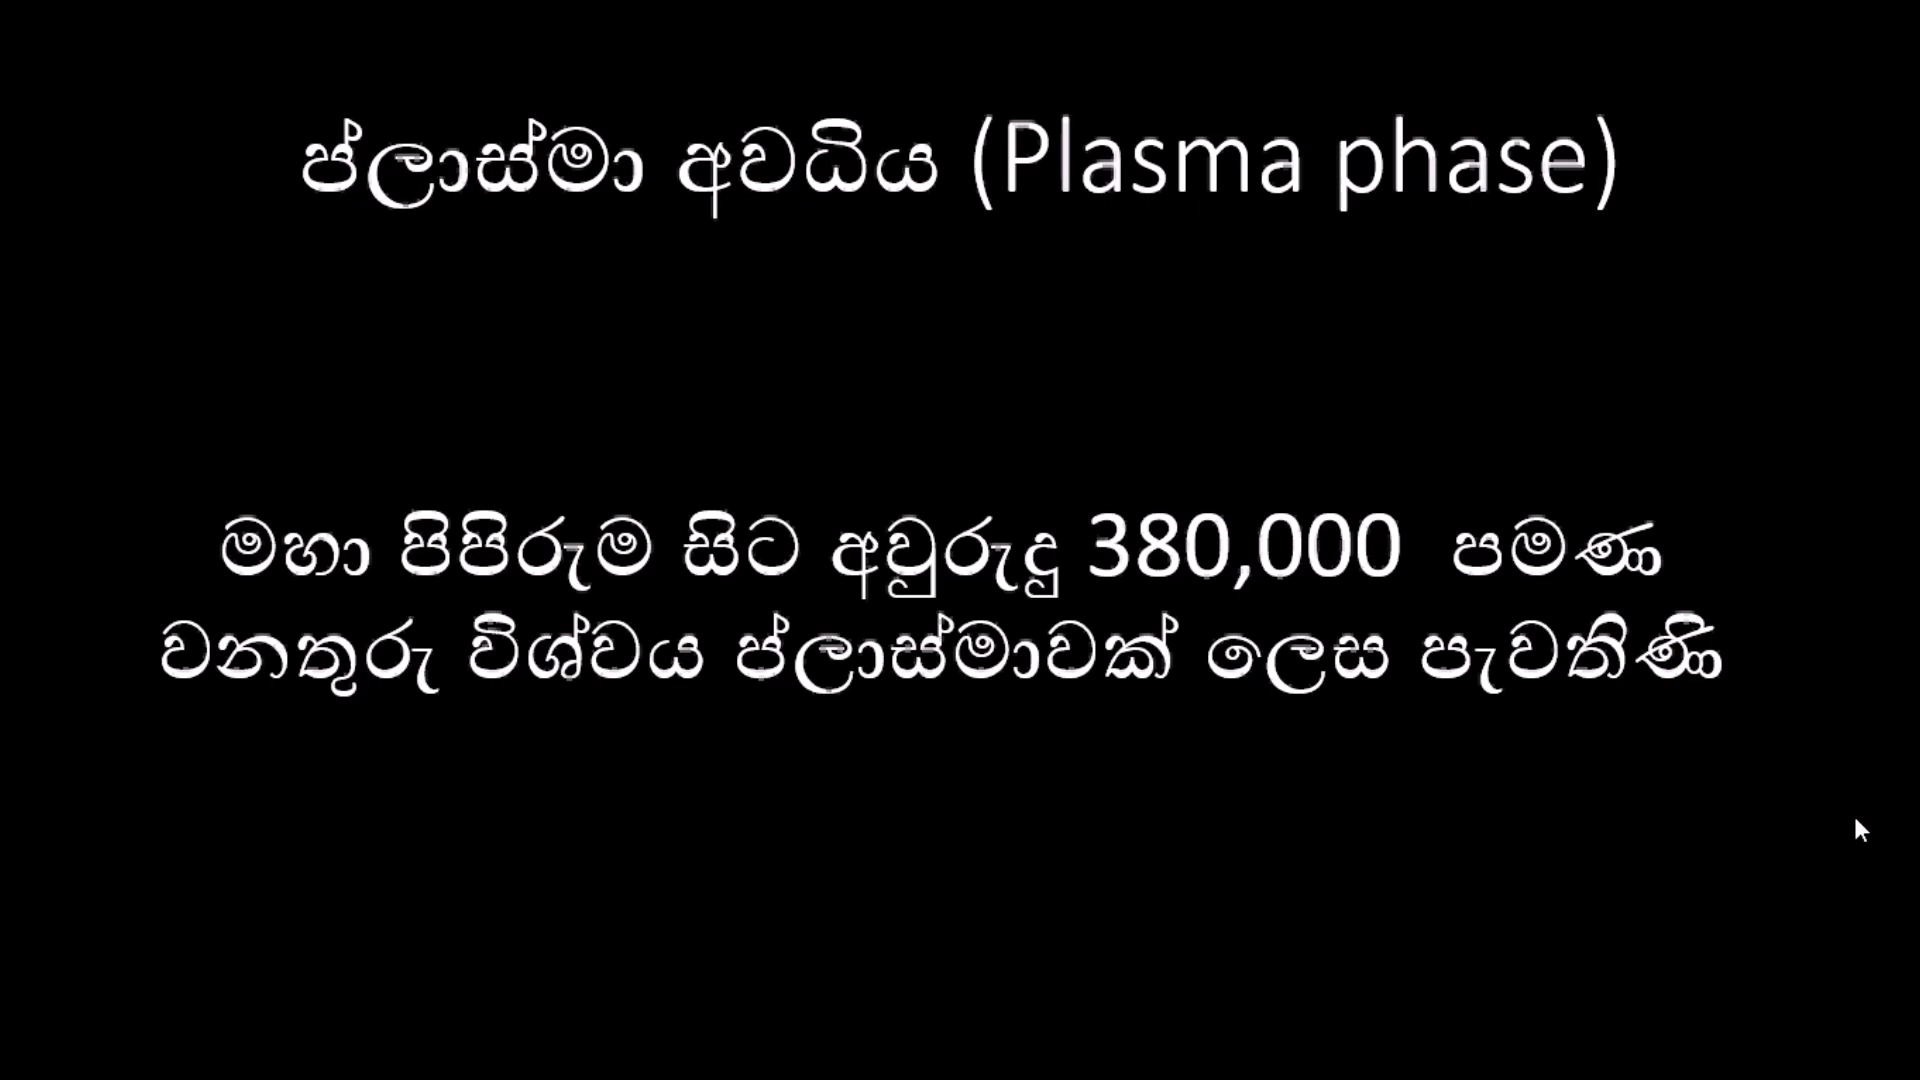 ප්ලාස්මා අවධිය (Plasma phase)
මහා පිපිරුම සිට අවුරුදු 380,000 පමණ
වනතුරු විශ්වය ප්ලාස්මාවක් ලෙස පැවතිණි